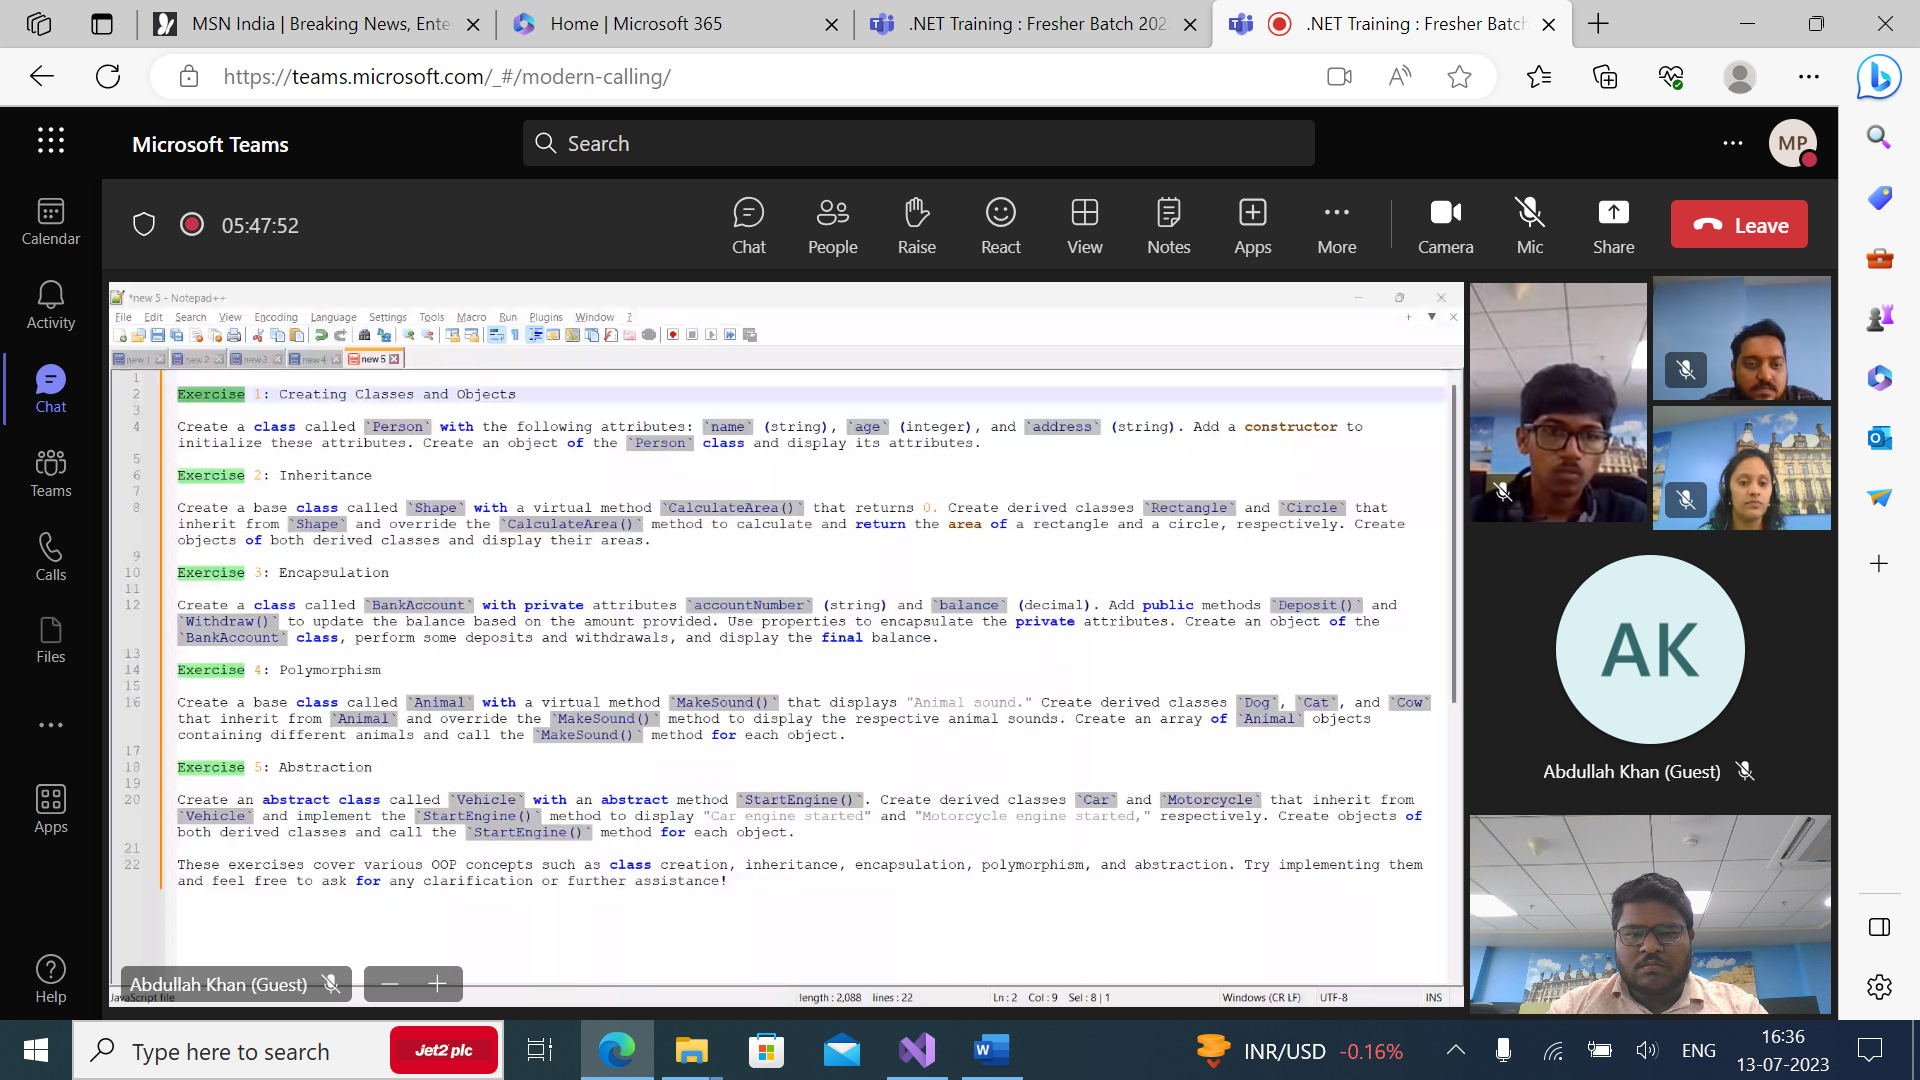 MSN India | Breaking News, Ente
Home | Microsoft 365
.NET Training : Fresher Batch 202
.NET Training : Fresher Batch
https://teams.microsoft.com/_#/modern-calling/
Microsoft Teams
Search
MP
05:47:52
Chat
People
Raise
React
View
Notes
Apps
More
Camera
Mic
Share
Leave
Calendar
Activity
Chat
Teams
Calls
Files
Apps
Help
*new 5 - Notepad++
File Edit Search View Encoding Language Settings Tools Macro Run Plugins Window ?
new 1 new 2 new 3 new 4 new 5
1
2 Exercise 1: Creating Classes and Objects
3
4 Create a class called `Person` with the following attributes: `name` (string), `age` (integer), and `address` (string). Add a constructor to
initialize these attributes. Create an object of the `Person` class and display its attributes.
5
6 Exercise 2: Inheritance
7
8 Create a base class called `Shape` with a virtual method `CalculateArea()` that returns 0. Create derived classes `Rectangle` and `Circle` that
inherit from `Shape` and override the `CalculateArea()` method to calculate and return the area of a rectangle and a circle, respectively. Create
objects of both derived classes and display their areas.
9
10 Exercise 3: Encapsulation
11
12 Create a class called `BankAccount` with private attributes `accountNumber` (string) and `balance` (decimal). Add public methods `Deposit()` and
`Withdraw()` to update the balance based on the amount provided. Use properties to encapsulate the private attributes. Create an object of the
`BankAccount` class, perform some deposits and withdrawals, and display the final balance.
13
14 Exercise 4: Polymorphism
15
16 Create a base class called `Animal` with a virtual method `MakeSound()` that displays "Animal sound." Create derived classes `Dog`, `Cat`, and `Cow`
that inherit from `Animal` and override the `MakeSound()` method to display the respective animal sounds. Create an array of `Animal` objects
containing different animals and call the `MakeSound()` method for each object.
17
18 Exercise 5: Abstraction
19
20 Create an abstract class called `Vehicle` with an abstract method `StartEngine()`. Create derived classes `Car` and `Motorcycle` that inherit from
`Vehicle` and implement the `StartEngine()` method to display "Car engine started" and "Motorcycle engine started," respectively. Create objects of
both derived classes and call the `StartEngine()` method for each object.
21
22 These exercises cover various OOP concepts such as class creation, inheritance, encapsulation, polymorphism, and abstraction. Try implementing them
and feel free to ask for any clarification or further assistance!
AK
Abdullah Khan (Guest)
Abdullah Khan (Guest)
JavaScript file
length : 2,088 lines : 22
Ln : 2 Col : 9 Sel : 8 | 1
Windows (CR LF)
UTF-8
INS
Type here to search
Jet2 plc
INR/USD -0.16%
ENG
16:36
13-07-2023